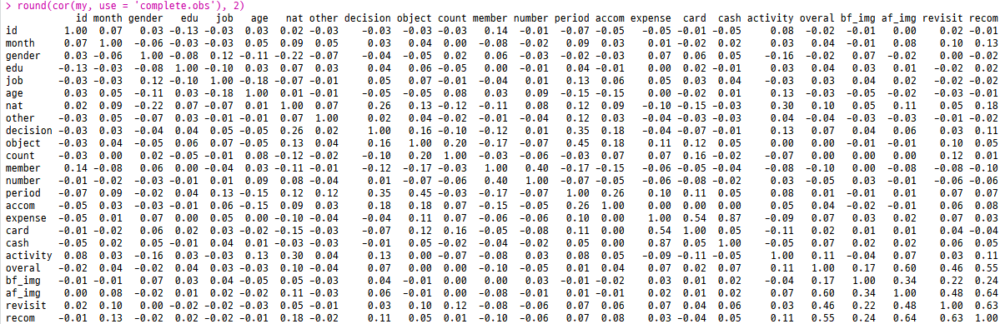 > round(cor(my, use = 'complete.obs'), 2)
id month gender edu job age nat other decision object count member number period accom expense card cash activity overal bf_img af_img revisit recom
id 1.00 0.07 0.03 -0.13 -0.03 0.03 0.02 -0.03 -0.03 -0.03 -0.03 0.14 -0.01 -0.07 -0.05 -0.05 -0.01 -0.05 0.08 -0.02 -0.01 0.00 0.02 -0.01
month 0.07 1.00 -0.06 -0.03 -0.03 0.05 0.09 0.05 0.03 0.04 0.00 -0.08 -0.02 0.09 0.03 0.01 -0.02 0.02 0.03 0.04 -0.01 0.08 0.10 0.13
gender 0.03 -0.06 1.00 -0.08 0.12 -0.11 -0.22 -0.07 -0.04 -0.05 0.02 0.06 -0.03 -0.02 -0.03 0.07 0.06 0.05 -0.16 -0.02 0.07 -0.02 0.00 -0.02
edu -0.13 -0.03 -0.08 1.00 -0.10 0.03 0.07 0.03 0.04 0.06 -0.05 0.00 -0.01 0.04 -0.01 0.00 0.02 -0.01 0.03 0.04 0.03 0.01 -0.02 0.02
job -0.03 -0.03 0.12 -0.10 1.00 -0.18 -0.07 -0.01 0.05 0.07 -0.01 -0.04 0.01 0.13 0.06 0.05 0.03 0.04 -0.03 0.03 0.04 0.02 -0.02 -0.02
age 0.03 0.05 -0.11 0.03 -0.18 1.00 0.01 -0.01 -0.05 -0.05 0.08 0.03 0.09 -0.15 -0.15 0.00 -0.02 0.01 0.13 -0.03 -0.05 -0.02 -0.03 -0.01
nat 0.02 0.09 -0.22 0.07 -0.07 0.01 1.00 0.07 0.26 0.13 -0.12 -0.11 0.08 0.12 0.09 -0.10 -0.15 -0.03 0.30 0.10 0.05 0.11 0.05 0.18
other -0.03 0.05 -0.07 0.03 -0.01 -0.01 0.07 1.00 0.02 0.04 -0.02 -0.01 -0.04 0.12 0.03 -0.04 -0.03 -0.03 0.04 -0.04 -0.03 -0.03 -0.01 -0.02
decision -0.03 0.03 -0.04 0.04 0.05 -0.05 0.26 0.02 1.00 0.16 -0.10 -0.12 0.01 0.35 0.18 -0.04 -0.07 -0.01 0.13 0.07 0.04 0.06 0.03 0.11
object -0.03 0.04 -0.05 0.06 0.07 -0.05 0.13 0.04 0.16 1.00 0.20 -0.17 -0.07 0.45 0.18 0.11 0.12 0.05 0.00 0.00 -0.01 -0.01 0.10 0.05
count -0.03 0.00 0.02 -0.05 -0.01 0.08 -0.12 -0.02 -0.10 0.20 1.00 -0.03 -0.06 -0.03 0.07 0.07 0.16 -0.02 -0.07 0.00 0.00 0.00 0.12 0.01
member 0.14 -0.08 0.06 0.00 -0.04 0.03 -0.11 -0.01 -0.12 -0.17 -0.03 1.00 0.40 -0.17 -0.15 -0.06 -0.05 -0.04 -0.08 -0.10 0.00 -0.08 -0.08 -0.10
number -0.01 -0.02 -0.03 -0.01 0.01 0.09 0.08 -0.04 0.01 -0.07 -0.06 0.40 1.00 -0.07 -0.05 -0.06 -0.08 -0.02 0.03 -0.05 0.03 -0.01 -0.06 -0.06
period -0.07 0.09 -0.02 0.04 0.13 -0.15 0.12 0.12 0.35 0.45 -0.03 -0.17 -0.07 1.00 0.26 0.10 0.11 0.05 0.08 0.01 -0.01 -0.01 0.07 0.07
accom -0.05 0.03 -0.03 -0.01 0.06 -0.15 0.09 0.03 0.18 0.18 0.07 -0.15 -0.05 0.26 1.00 0.00 0.00 0.00 0.05 0.04 -0.02 -0.01 0.06 0.08
expense -0.05 0.01 0.07 0.00 0.05 0.00 -0.10 -0.04 -0.04 0.11 0.07 -0.06 -0.06 0.10 0.00 1.00 0.54 0.87 -0.09 0.07 0.03 0.02 0.07 0.03
card -0.01 -0.02 0.06 0.02 0.03 -0.02 -0.15 -0.03 -0.07 0.12 0.16 -0.05 -0.08 0.11 0.00 0.54 1.00 0.05 -0.11 0.02 0.01 0.01 0.04 -0.04
cash -0.05 0.02 0.05 -0.01 0.04 0.01 -0.03 -0.03 -0.01 0.05 -0.02 -0.04 -0.02 0.05 0.00 0.87 0.05 1.00 -0.05 0.07 0.02 0.02 0.06 0.05
activity 0.08 0.03 -0.16 0.03 -0.03 0.13 0.30 0.04 0.13 0.00 -0.07 -0.08 0.03 0.08 0.05 -0.09 -0.11 -0.05 1.00 0.11 -0.04 0.07 0.03 0.11
overal -0.02 0.04 -0.02 0.04 0.03 -0.03 0.10 -0.04 0.07 0.00 0.00 -0.10 -0.05 0.01 0.04 0.07 0.02 0.07 0.11 1.00 0.17 0.60 0.46 0.55
bf_img -0.01 -0.01 0.07 0.03 0.04 -0.05 0.05 -0.03 0.04 -0.01 0.00 0.00 0.03 -0.01 -0.02 0.03 0.01 0.02 -0.04 0.17 1.00 0.34 0.22 0.24
af_img 0.00 0.08 -0.02 0.01 0.02 -0.02 0.11 -0.03 0.06 -0.01 0.00 -0.08 -0.01 -0.01 -0.01 0.02 0.01 0.02 0.07 0.60 0.34 1.00 0.48 0.64
revisit 0.02 0.10 0.00 -0.02 -0.02 -0.03 0.05 -0.01 0.03 0.10 0.12 -0.08 -0.06 0.07 0.06 0.07 0.04 0.06 0.03 0.46 0.22 0.48 1.00 0.63
recom -0.01 0.13 -0.02 0.02 -0.02 -0.01 0.18 -0.02 0.11 0.05 0.01 -0.10 -0.06 0.07 0.08 0.03 -0.04 0.05 0.11 0.55 0.24 0.64 0.63 1.00